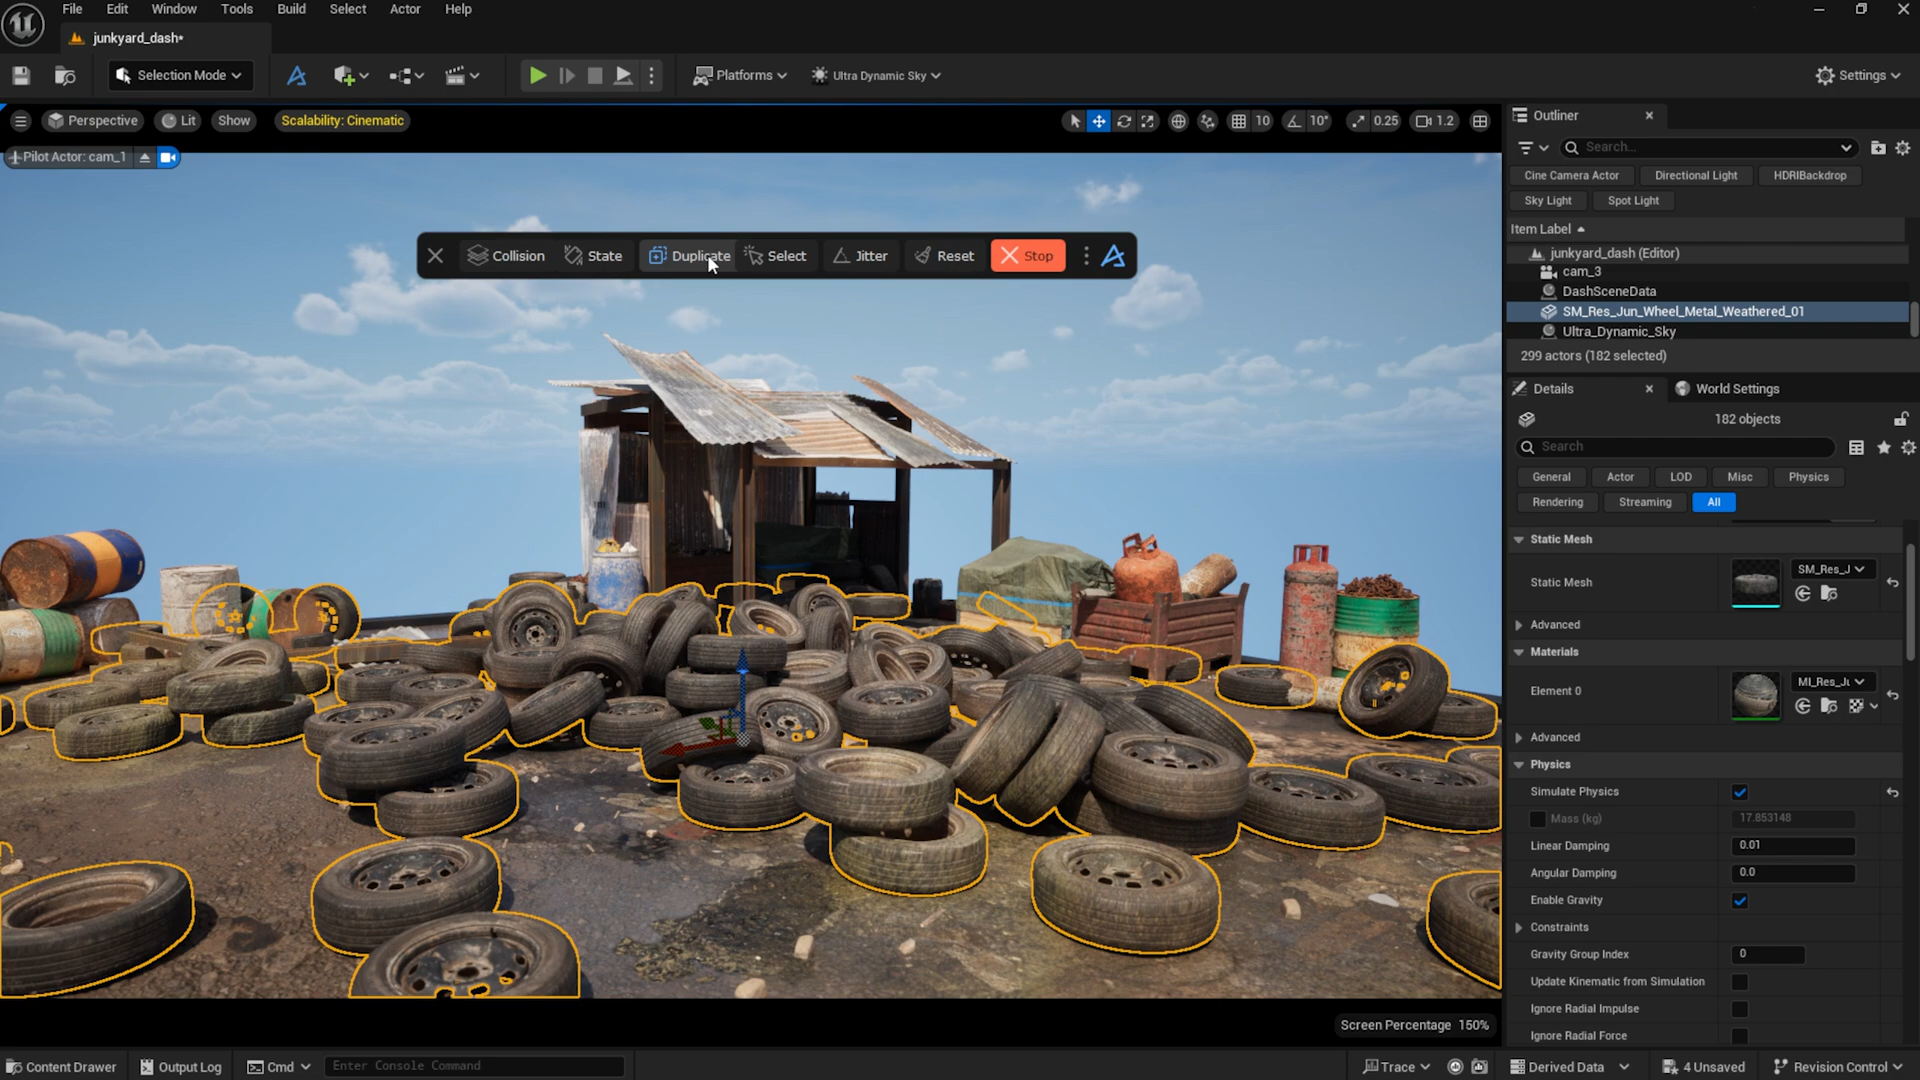 File Edit Window Tools Build Select Actor Help
junkyard_dash*
Selection Mode
Platforms
Ultra Dynamic Sky
Settings
Perspective
Lit
Show
Scalability: Cinematic
10
10°
0.25
1.2
Pilot Actor: cam_1
Collision
State
Duplicate
Select
Jitter
Reset
Stop
Screen Percentage 150%
Outliner
Search...
Cine Camera Actor
Directional Light
HDRIBackdrop
Sky Light
Spot Light
Item Label
junkyard_dash (Editor)
cam_3
DashSceneData
SM_Res_Jun_Wheel_Metal_Weathered_01
Ultra_Dynamic_Sky
299 actors (182 selected)
Details
World Settings
182 objects
Search
General
Actor
LOD
Misc
Physics
Rendering
Streaming
All
Static Mesh
Static Mesh
SM_Res_J
Advanced
Materials
Element 0
MI_Res_Ju
Advanced
Physics
Simulate Physics
Mass (kg)
17.853148
Linear Damping
0.01
Angular Damping
0.0
Enable Gravity
Constraints
Gravity Group Index
0
Update Kinematic from Simulation
Ignore Radial Impulse
Ignore Radial Force
Content Drawer
Output Log
Cmd
Enter Console Command
Trace
Derived Data
4 Unsaved
Revision Control